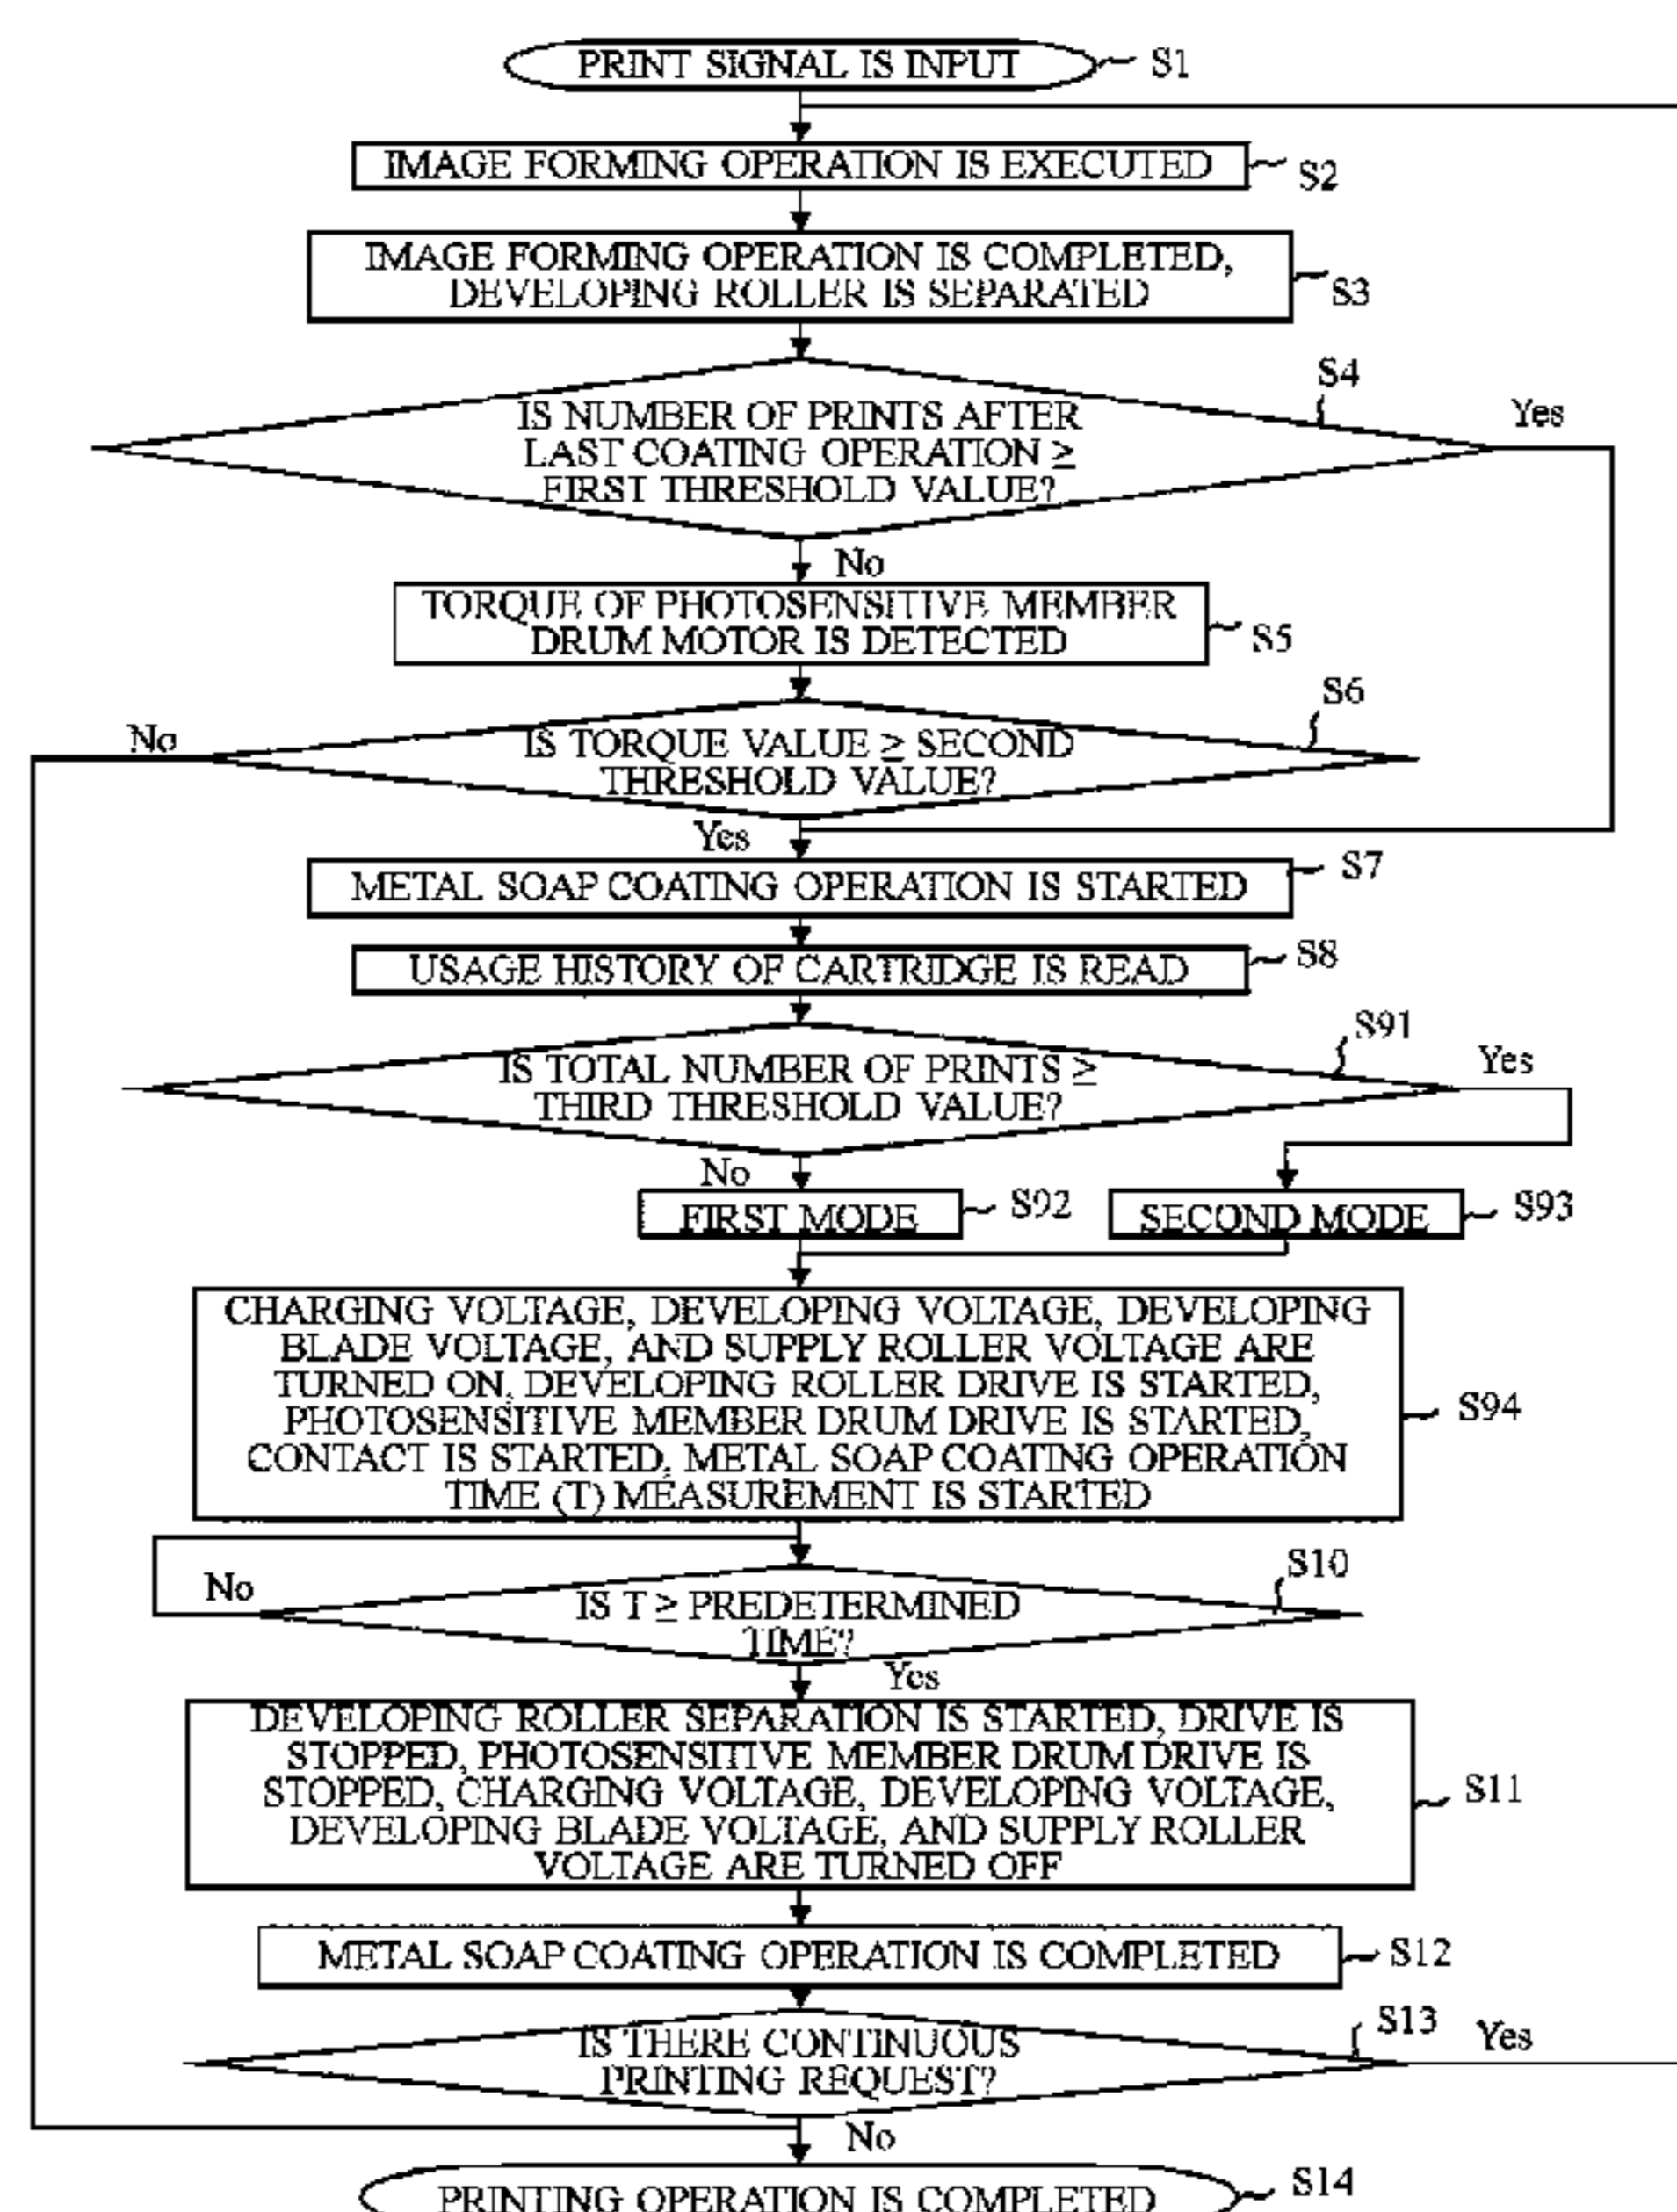 PRINT SIGNAL IS INPUT
S1
IMAGE FORMING OPERATION IS EXECUTED
S2
IMAGE FORMING OPERATION IS COMPLETED,
DEVELOPING ROLLER IS SEPARATED
S3
S4
Yes
IS NUMBER OF PRINTS AFTER
LAST COATING OPERATION ≥
FIRST THRESHOLD VALUE?
No
TORQUE OF PHOTOSENSITIVE MEMBER
DRUM MOTOR IS DETECTED
S5
S6
No
IS TORQUE VALUE ≥ SECOND
THRESHOLD VALUE?
Yes
METAL SOAP COATING OPERATION IS STARTED
S7
USAGE HISTORY OF CARTRIDGE IS READ
S8
S91
Yes
IS TOTAL NUMBER OF PRINTS ≥
THIRD THRESHOLD VALUE?
No
FIRST MODE
S92
SECOND MODE
S93
CHARGING VOLTAGE, DEVELOPING VOLTAGE, DEVELOPING
BLADE VOLTAGE, AND SUPPLY ROLLER VOLTAGE ARE
TURNED ON, DEVELOPING ROLLER DRIVE IS STARTED,
PHOTOSENSITIVE MEMBER DRUM DRIVE IS STARTED,
CONTACT IS STARTED, METAL SOAP COATING OPERATION
TIME (T) MEASUREMENT IS STARTED
S94
S10
No
IS T ≥ PREDETERMINED
TIME?
Yes
DEVELOPING ROLLER SEPARATION IS STARTED, DRIVE IS
STOPPED, PHOTOSENSITIVE MEMBER DRUM DRIVE IS
STOPPED, CHARGING VOLTAGE, DEVELOPING VOLTAGE,
DEVELOPING BLADE VOLTAGE, AND SUPPLY ROLLER
VOLTAGE ARE TURNED OFF
S11
METAL SOAP COATING OPERATION IS COMPLETED
S12
S13
Yes
IS THERE CONTINUOUS
PRINTING REQUEST?
No
PRINTING OPERATION IS COMPLETED
S14